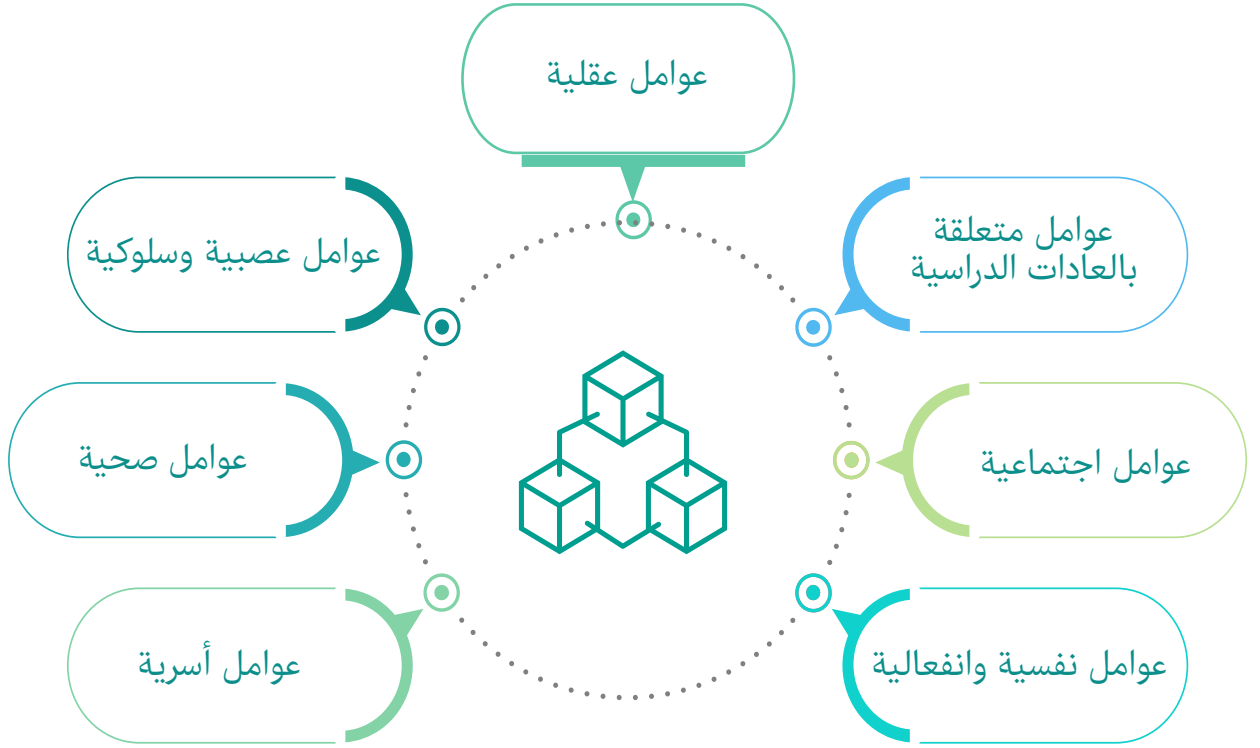 عوامل عقلية
عوامل متعلقة
بالعادات الدراسية
عوامل عصبية وسلوكية
عوامل اجتماعية
عوامل صحية
عوامل نفسية وانفعالية
عوامل أسرية